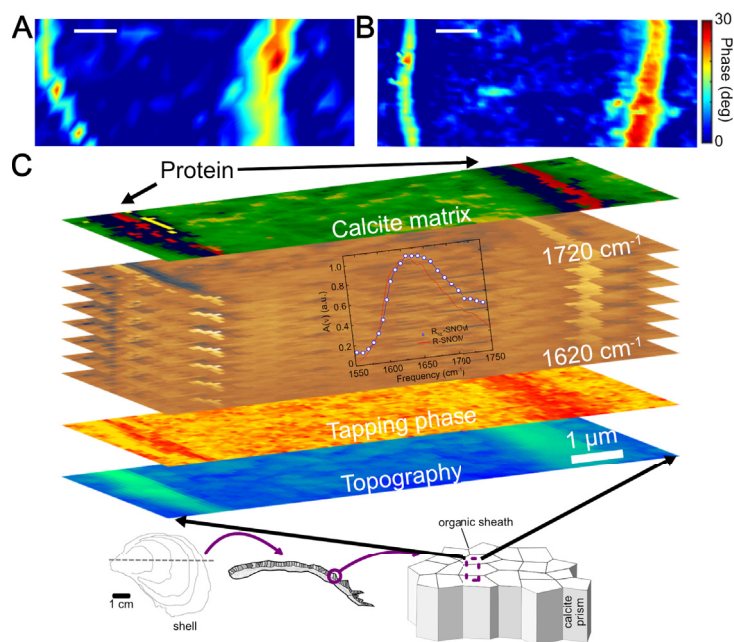 A
B
30
Phase (deg)
0
C
Protein
Calcite matrix
1720 cm-1
1.0
0.8
0.6
0.4
0.2
0
A(ν) (a.u.)
R-SNOM
1550
1600
1650
1700
1750
Frequency (cm-1)
1620 cm-1
Tapping phase
1 μm
Topography
organic sheath
1 cm
shell
calcite
prism